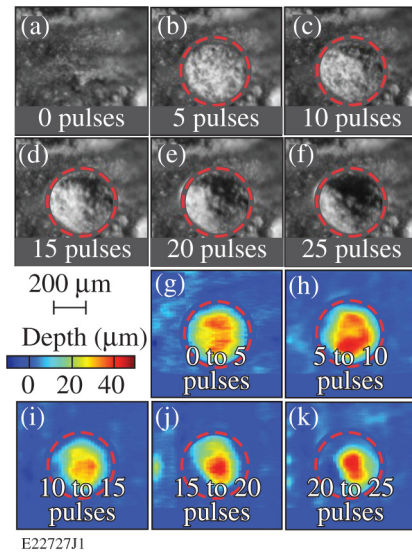 (a) (b) (c)
0 pulses 5 pulses 10 pulses
(d) (e) (f)
15 pulses 20 pulses 25 pulses
200 μm
Depth (μm)
0 20 40
(g) (h)
0 to 5 5 to 10
pulses pulses
(i) (j) (k)
10 to 15 15 to 20 20 to 25
pulses pulses pulses
E22727J1